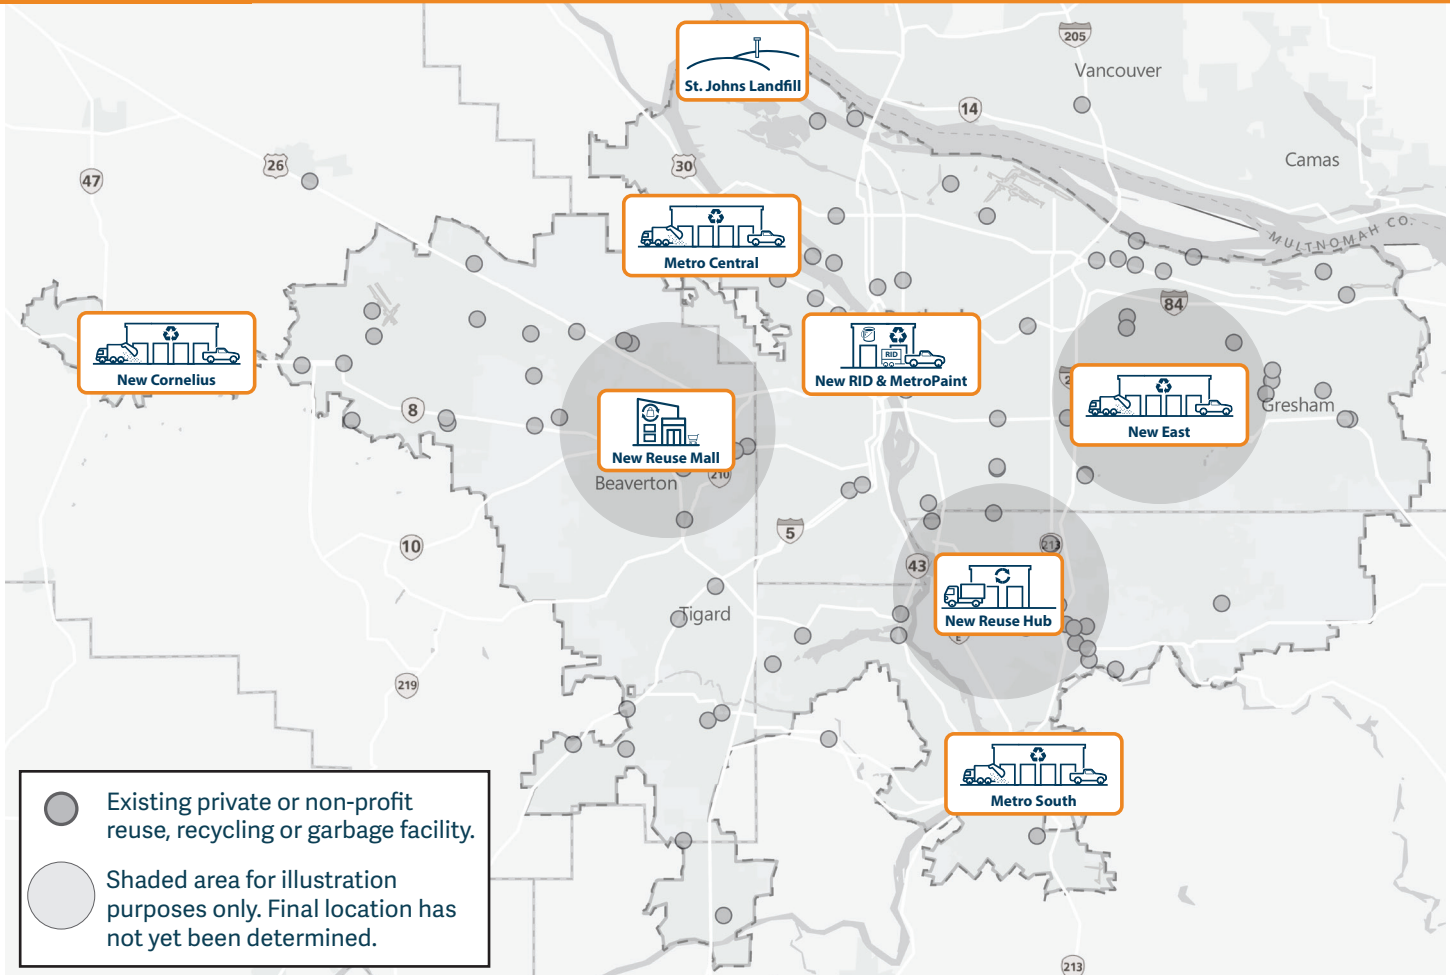 205
Vancouver
St. Johns Landfill
14
Camas
26
30
47
MULTNOMAH CO.
Metro Central
84
RID
New Cornelius
New RID & MetroPaint
8
Gresham
New East
New Reuse Mall
210
Beaverton
5
10
213
43
New Reuse Hub
E
Tigard
219
Metro South
Existing private or non-profit
reuse, recycling or garbage facility.
Shaded area for illustration
purposes only. Final location has
not yet been determined.
213